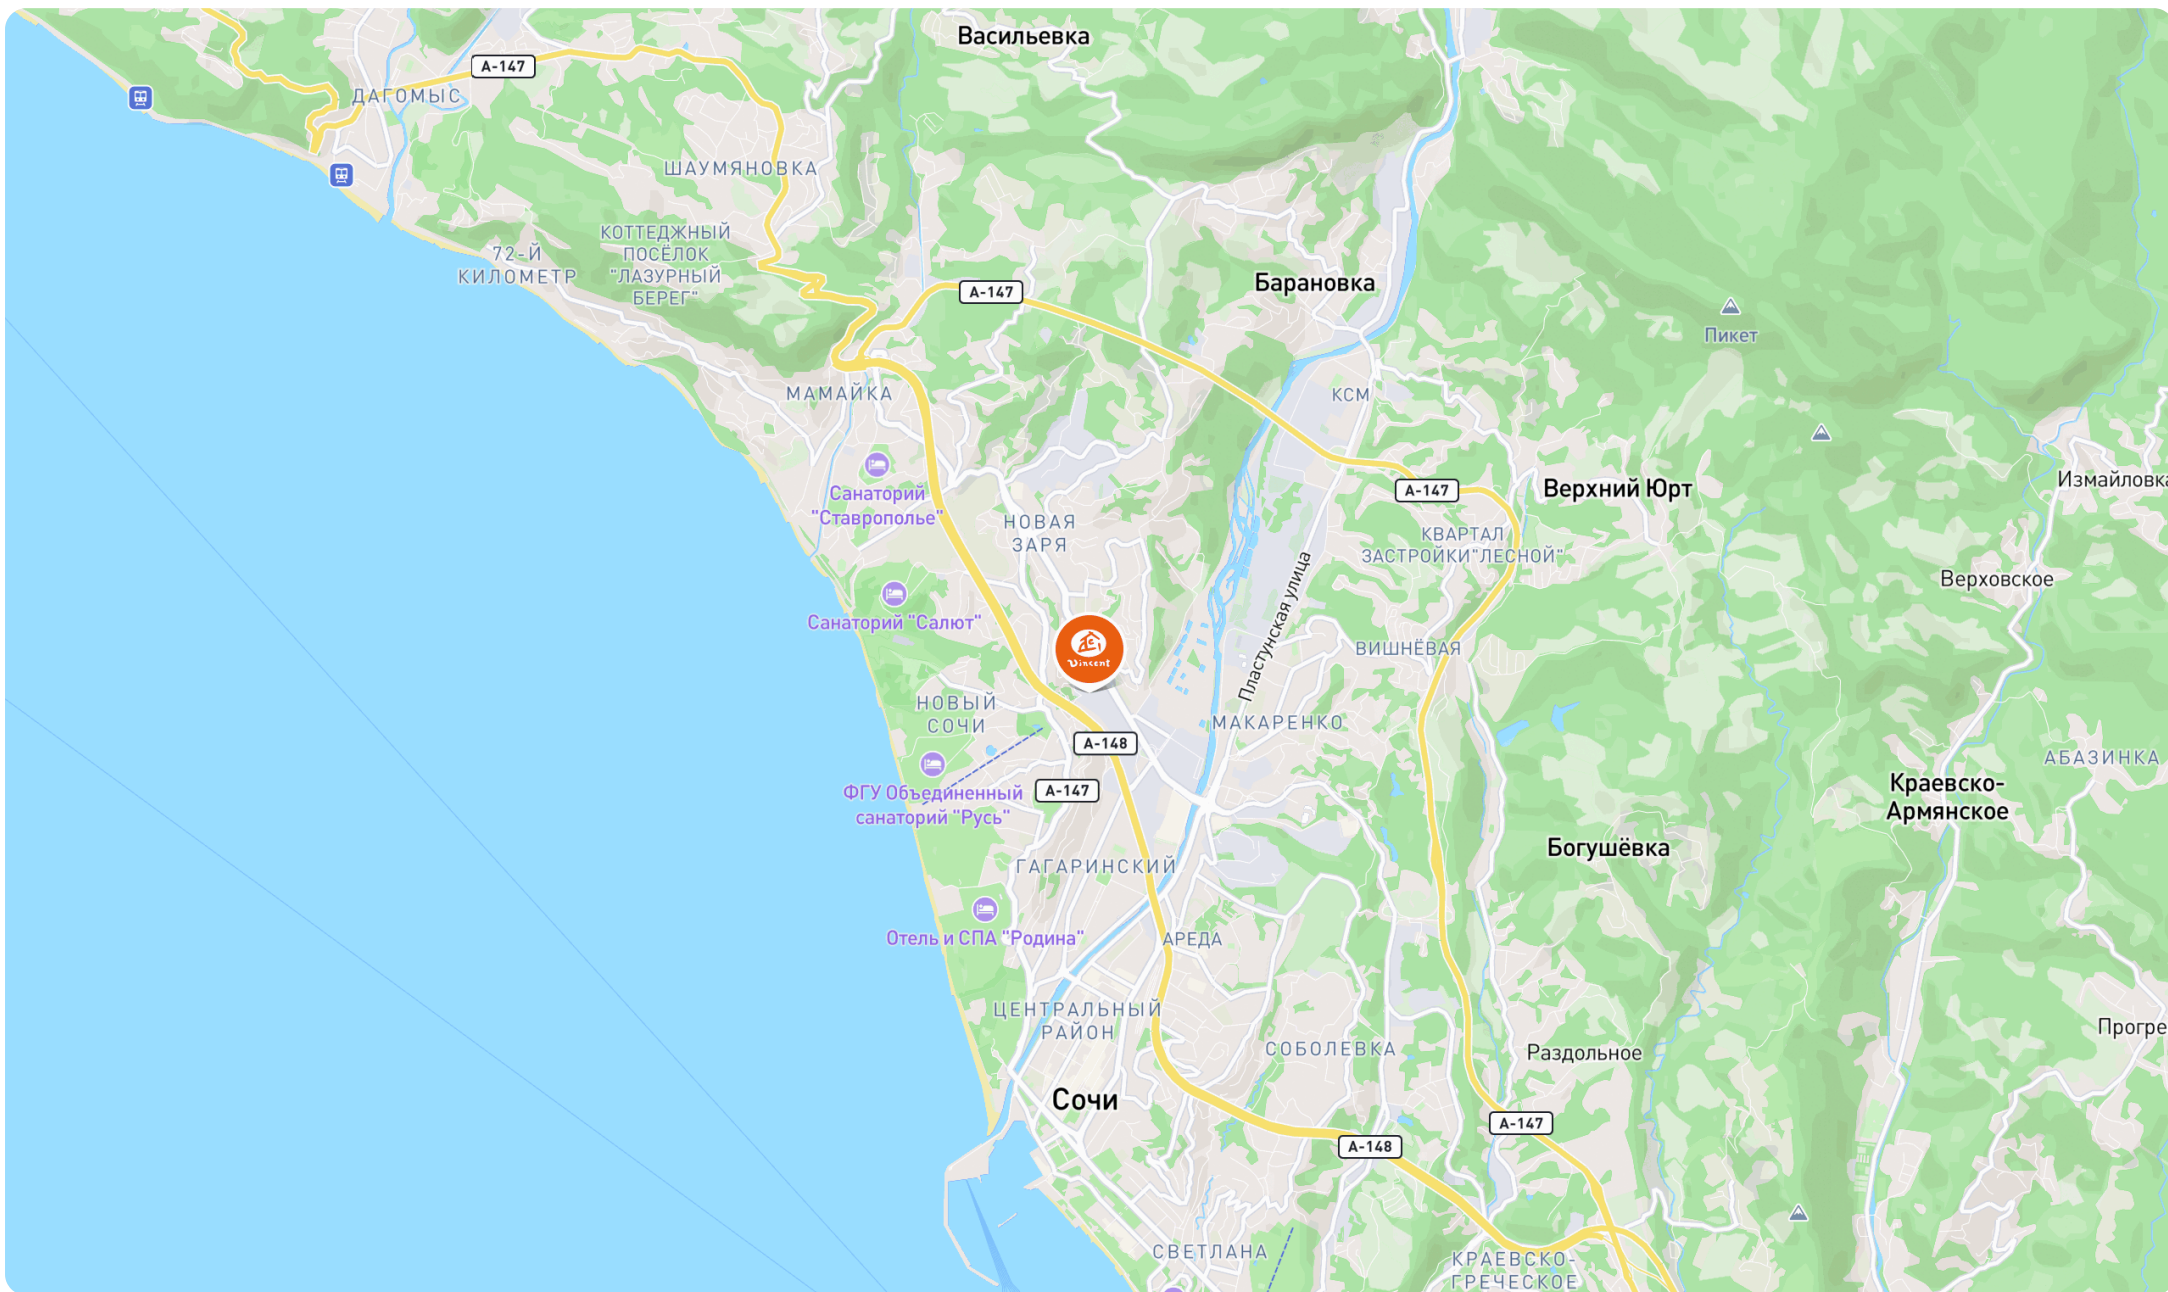 Васильевка
А-147
ДАГОМЫС
ШАУМЯНОВКА
КОТТЕДЖНЫЙ
ПОСЁЛОК
"ЛАЗУРНЫЙ
БЕРЕГ"
72-Й
КИЛОМЕТР
А-147
Барановка
Пикет
МАМАЙКА
КСМ
Санаторий
"Ставрополье"
А-147
Верхний Юрт
Измайловка
НОВАЯ
ЗАРЯ
КВАРТАЛ
ЗАСТРОЙКИ"ЛЕСНОЙ"
Верховское
Санаторий "Салют"
Пластунская улица
Vincent
ВИШНЁВАЯ
НОВЫЙ
СОЧИ
МАКАРЕНКО
А-148
АБАЗИНКА
А-147
ФГУ Объединенный
санаторий "Русь"
Краевско-
Армянское
Богушёвка
ГАГАРИНСКИЙ
Отель и СПА "Родина"
АРЕДА
ЦЕНТРАЛЬНЫЙ
РАЙОН
Прогре
СОБОЛЕВКА
Раздольное
Сочи
А-147
А-148
СВЕТЛАНА
КРАЕВСКО-
ГРЕЧЕСКОЕ